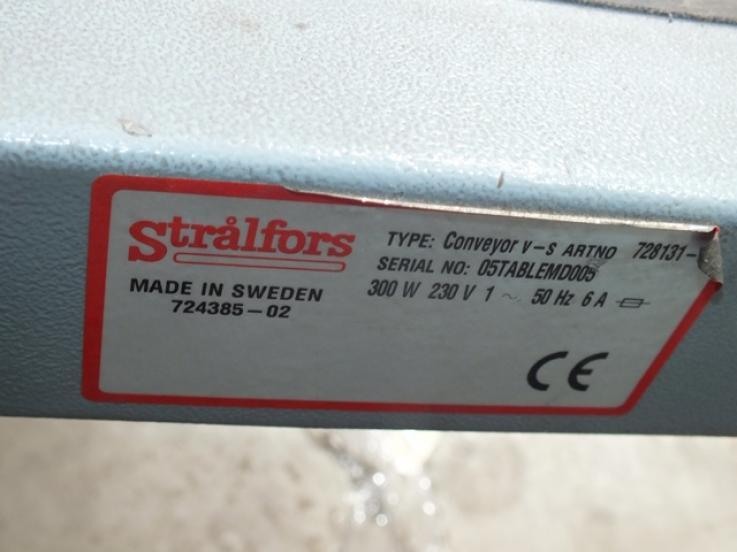 Strålfors
MADE IN SWEDEN
724385-02
TYPE: Conveyor v-s ARTNO 728131-
SERIAL NO: 05TABLEMD005
300 W 230 V 1 ~ 50 Hz 6 A
CE